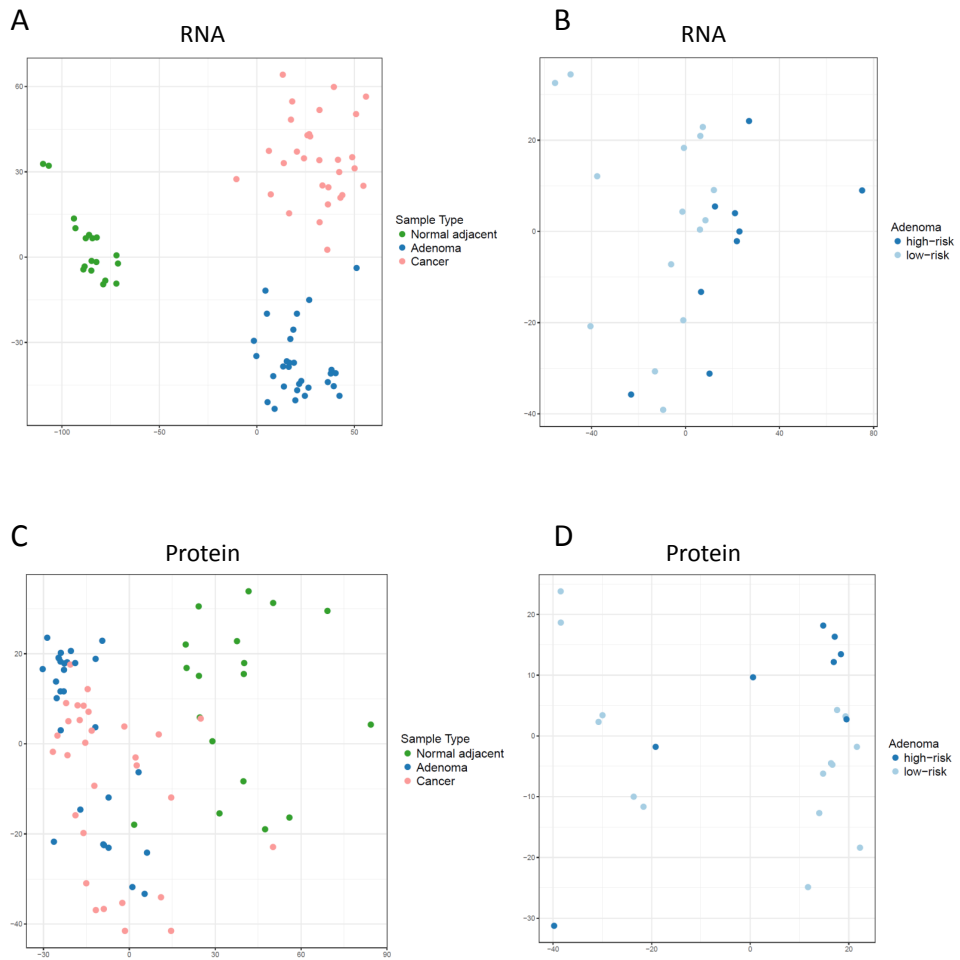 A
RNA
60
30
0
−30
−100
−50
0
50
Sample Type
Normal adjacent
Adenoma
Cancer
B
RNA
20
0
−20
−40
−40
0
40
80
Adenoma
high−risk
low−risk
C
Protein
20
0
−20
−40
−30
0
30
60
90
Sample Type
Normal adjacent
Adenoma
Cancer
D
Protein
20
10
0
−10
−20
−30
−40
−20
0
20
Adenoma
high−risk
low−risk